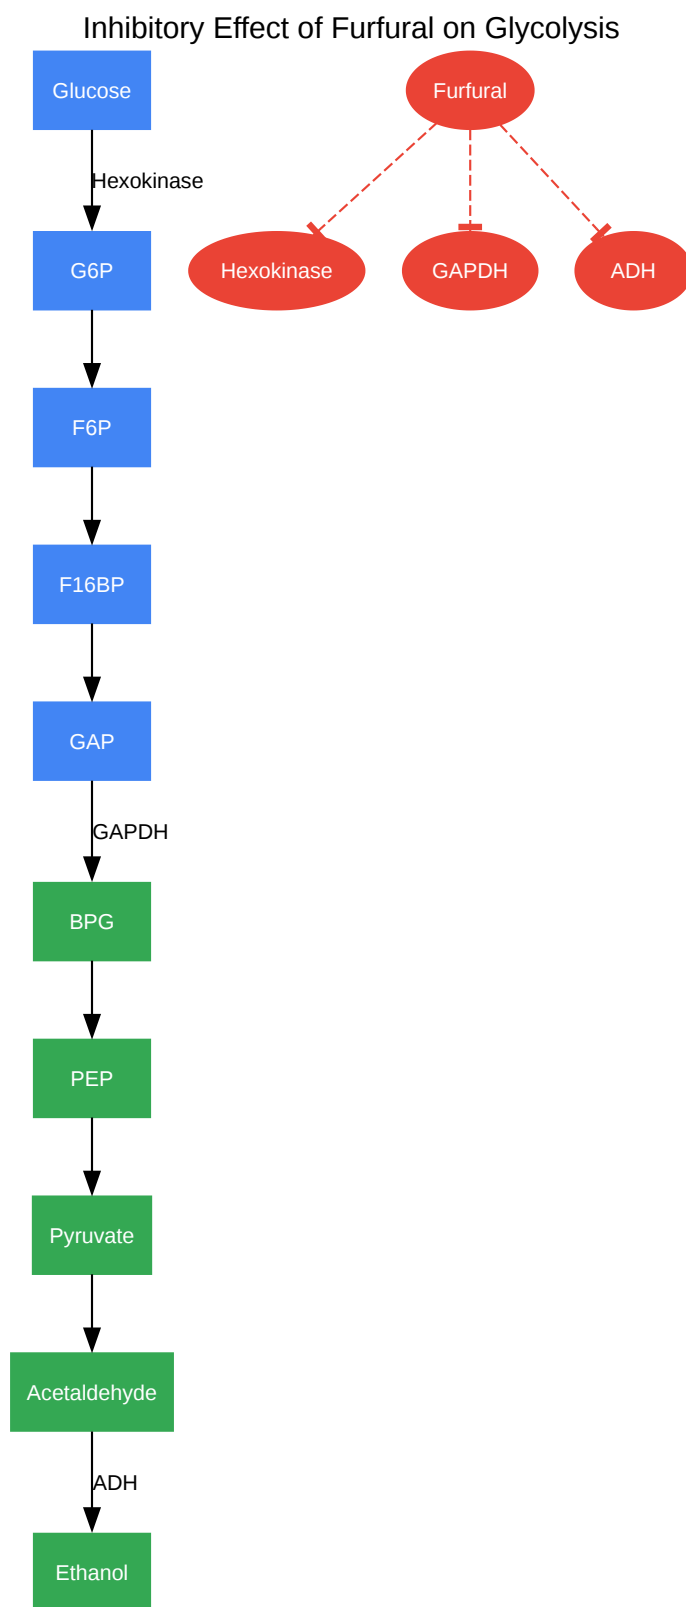 Inhibitory Effect of Furfural on Glycolysis
Glucose
Furfural
Hexokinase
G6P
Hexokinase
GAPDH
ADH
F6P
F16BP
GAP
GAPDH
BPG
PEP
Pyruvate
Acetaldehyde
ADH
Ethanol